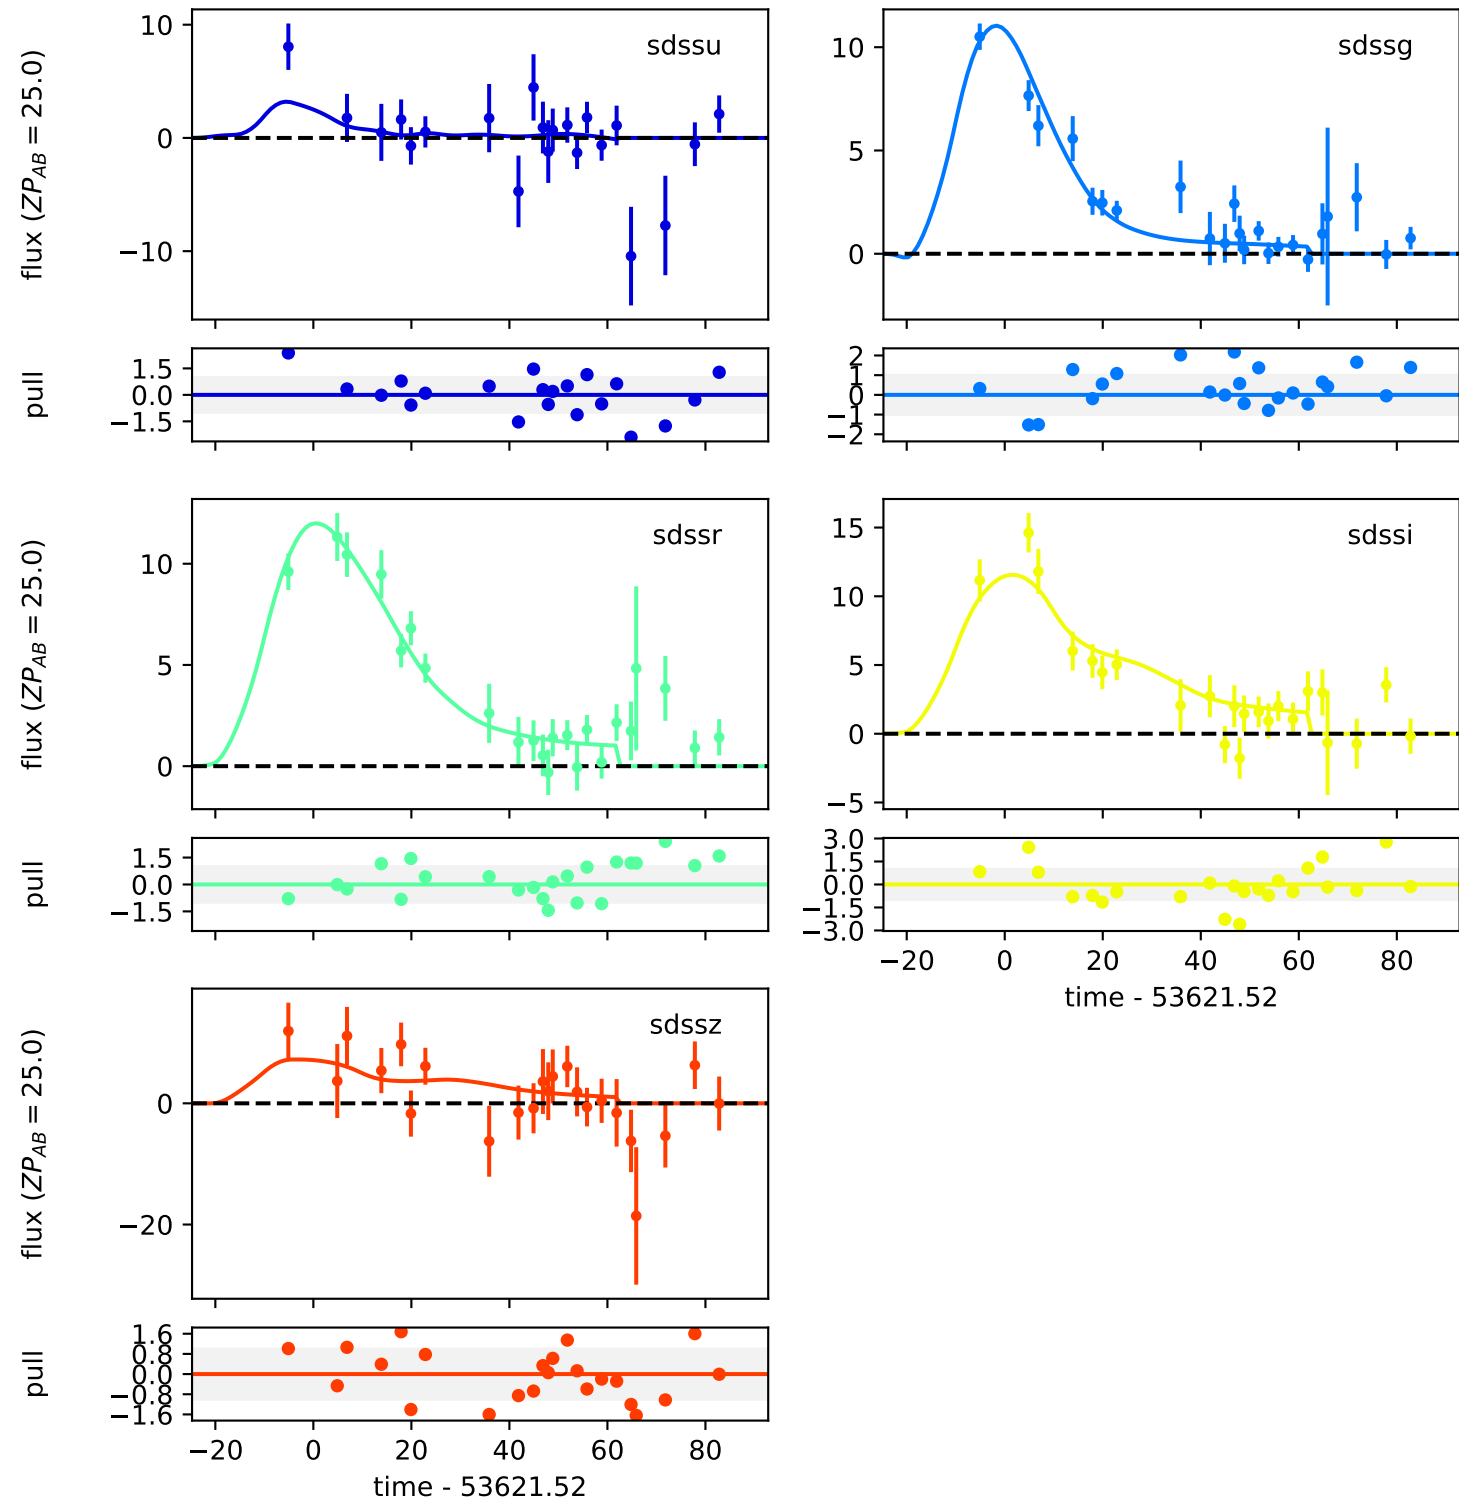 flux (ZP_AB = 25.0)
10
0
−10
sdssu
10
5
0
sdssg
pull
1.5
0.0
−1.5
2
1
0
−1
−2
flux (ZP_AB = 25.0)
10
5
0
sdssr
15
10
5
0
−5
sdssi
pull
1.5
0.0
−1.5
3.0
1.5
0.0
−1.5
−3.0
−20 0 20 40 60 80
time - 53621.52
flux (ZP_AB = 25.0)
0
−20
sdssz
pull
1.6
0.8
0.0
−0.8
−1.6
−20 0 20 40 60 80
time - 53621.52